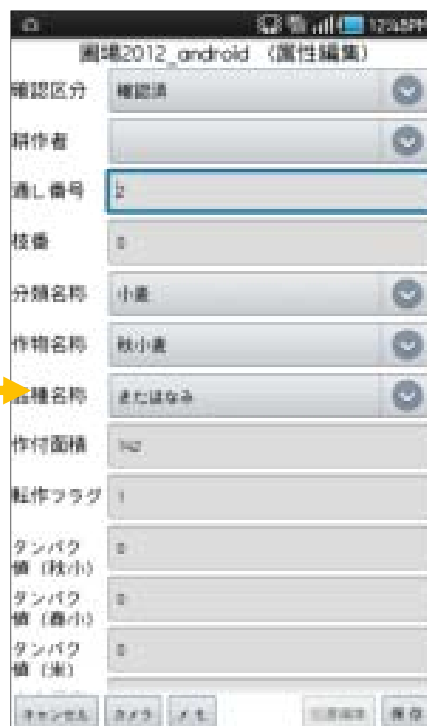 12:48PM
圃場2012_android （属性編集）
確認区分 確認済
耕作者
通し番号 2
枝番 0
分類名称 小麦
作物名称 秋小麦
品種名称 きたほなみ
作付面積
転作フラグ 1
タンパク値（秋小） 0
タンパク値（春小） 0
タンパク値（米） 0
キャンセル カメラ メモ 保存